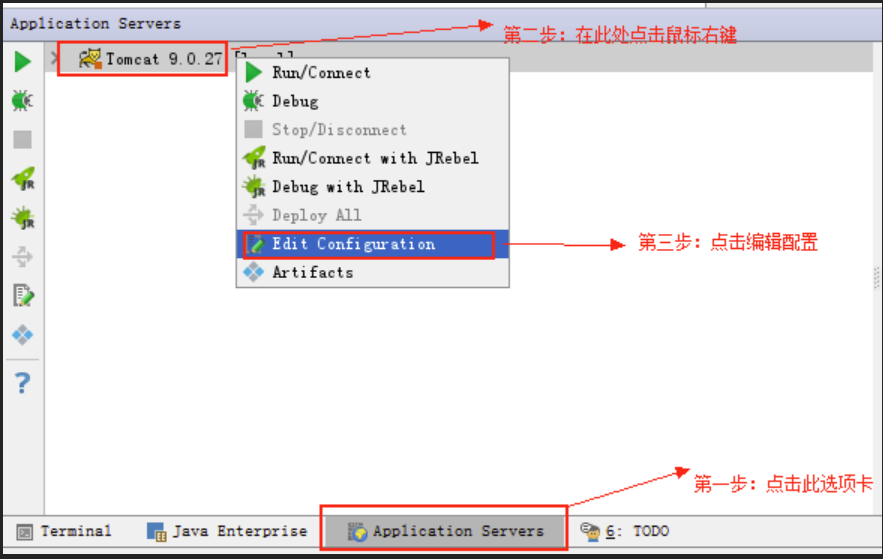 Application Servers
第二步：在此处点击鼠标右键
Tomcat 9.0.27
Run/Connect
Debug
Stop/Disconnect
Run/Connect with JRebel
Debug with JRebel
Deploy All
Edit Configuration
第三步：点击编辑配置
Artifacts
第一步：点击此选项卡
Terminal
Java Enterprise
Application Servers
6: TODO